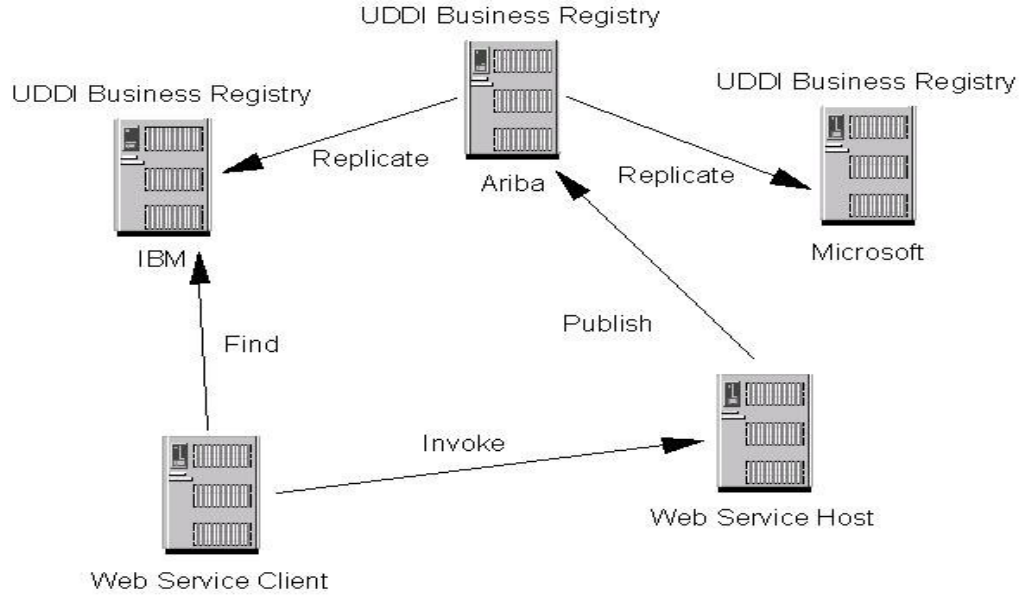 UDDI Business Registry
UDDI Business Registry
UDDI Business Registry
Replicate
Replicate
Ariba
IBM
Microsoft
Publish
Find
Invoke
Web Service Host
Web Service Client